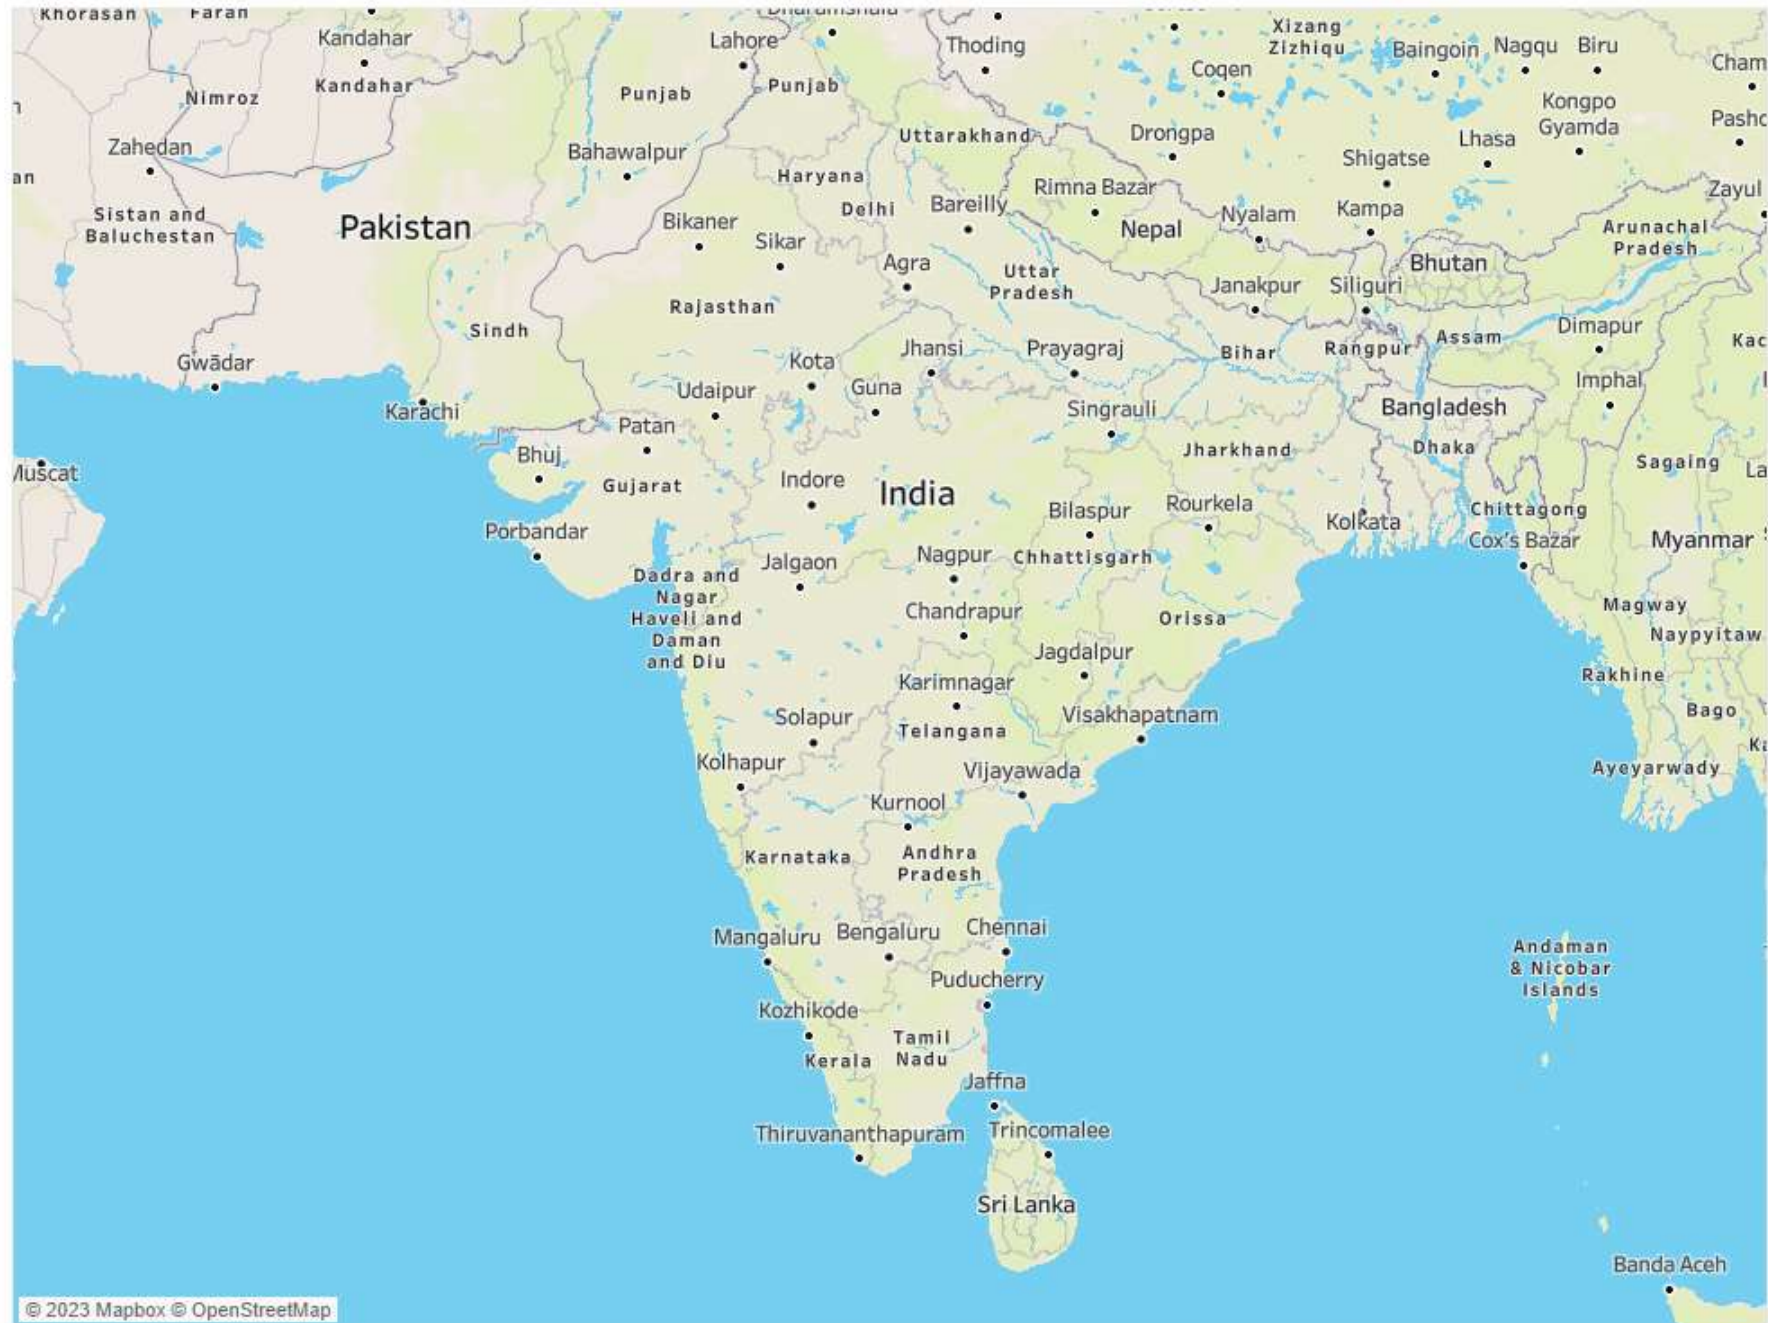 Khorasan
Farah
Kandahar
Kandahar
Nimroz
Zahedan
Sistan and
Baluchestan
Pakistan
Gwādar
Karachi
Sindh
Muscat
Lahore
Punjab
Punjab
Bahawalpur
Dharamshala
Thoding
Xizang
Zizhiqu
Coqen
Baingoin
Nagqu
Biru
Kongpo
Gyamda
Drongpa
Shigatse
Lhasa
Uttarakhand
Haryana
Delhi
Bareilly
Rimna Bazar
Nepal
Nyalam
Kampa
Zayul
Arunachal
Pradesh
Bhutan
Bikaner
Sikar
Agra
Uttar
Pradesh
Janakpur
Siliguri
Rajasthan
Kota
Jhansi
Prayagraj
Bihar
Rangpur
Assam
Dimapur
Udaipur
Guna
Singrauli
Bangladesh
Imphal
Patan
Bhuj
Gujarat
Indore
India
Jharkhand
Dhaka
Sagaing
Porbandar
Bilaspur
Rourkela
Kolkata
Chittagong
Cox's Bazar
Myanmar
Jalgaon
Nagpur
Chhattisgarh
Dadra and
Nagar
Haveli and
Daman
and Diu
Chandrapur
Orissa
Magway
Naypyitaw
Jagdalpur
Rakhine
Karimnagar
Bago
Solapur
Telangana
Visakhapatnam
Kolhapur
Vijayawada
Ayeyarwady
Kurnool
Karnataka
Andhra
Pradesh
Mangaluru
Bengaluru
Chennai
Puducherry
Andaman
& Nicobar
Islands
Kozhikode
Kerala
Tamil
Nadu
Jaffna
Thiruvananthapuram
Trincomalee
Sri Lanka
Banda Aceh
© 2023 Mapbox © OpenStreetMap